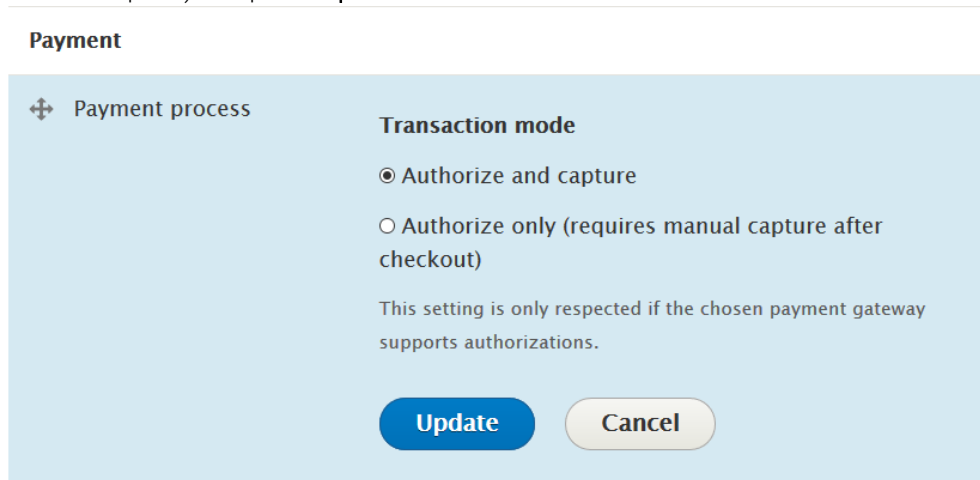 Payment
Payment process
Transaction mode
Authorize and capture
Authorize only (requires manual capture after
checkout)
This setting is only respected if the chosen payment gateway
supports authorizations.
Update
Cancel